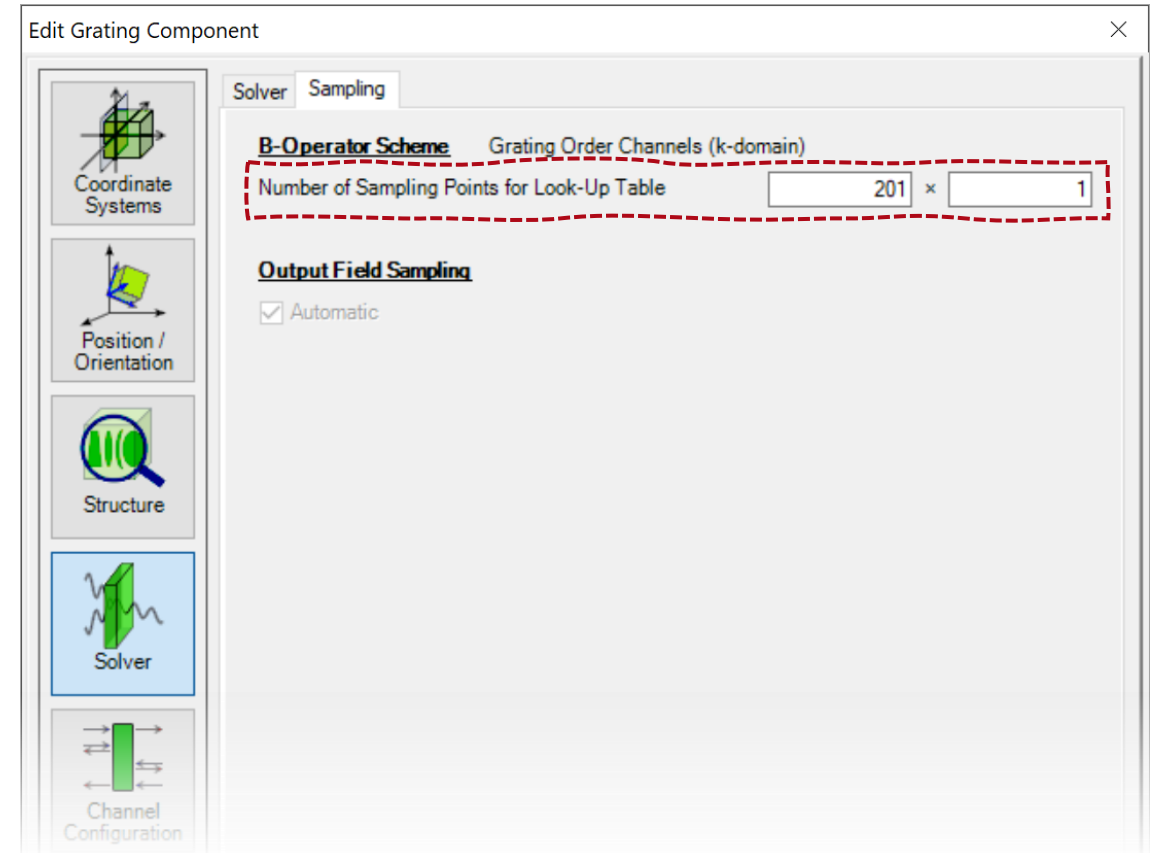 Edit Grating Component
Solver Sampling
B-Operator Scheme Grating Order Channels (k-domain)
Number of Sampling Points for Look-Up Table 201 × 1
Output Field Sampling
Automatic
Coordinate
Systems
Position /
Orientation
Structure
Solver
Channel
Configuration